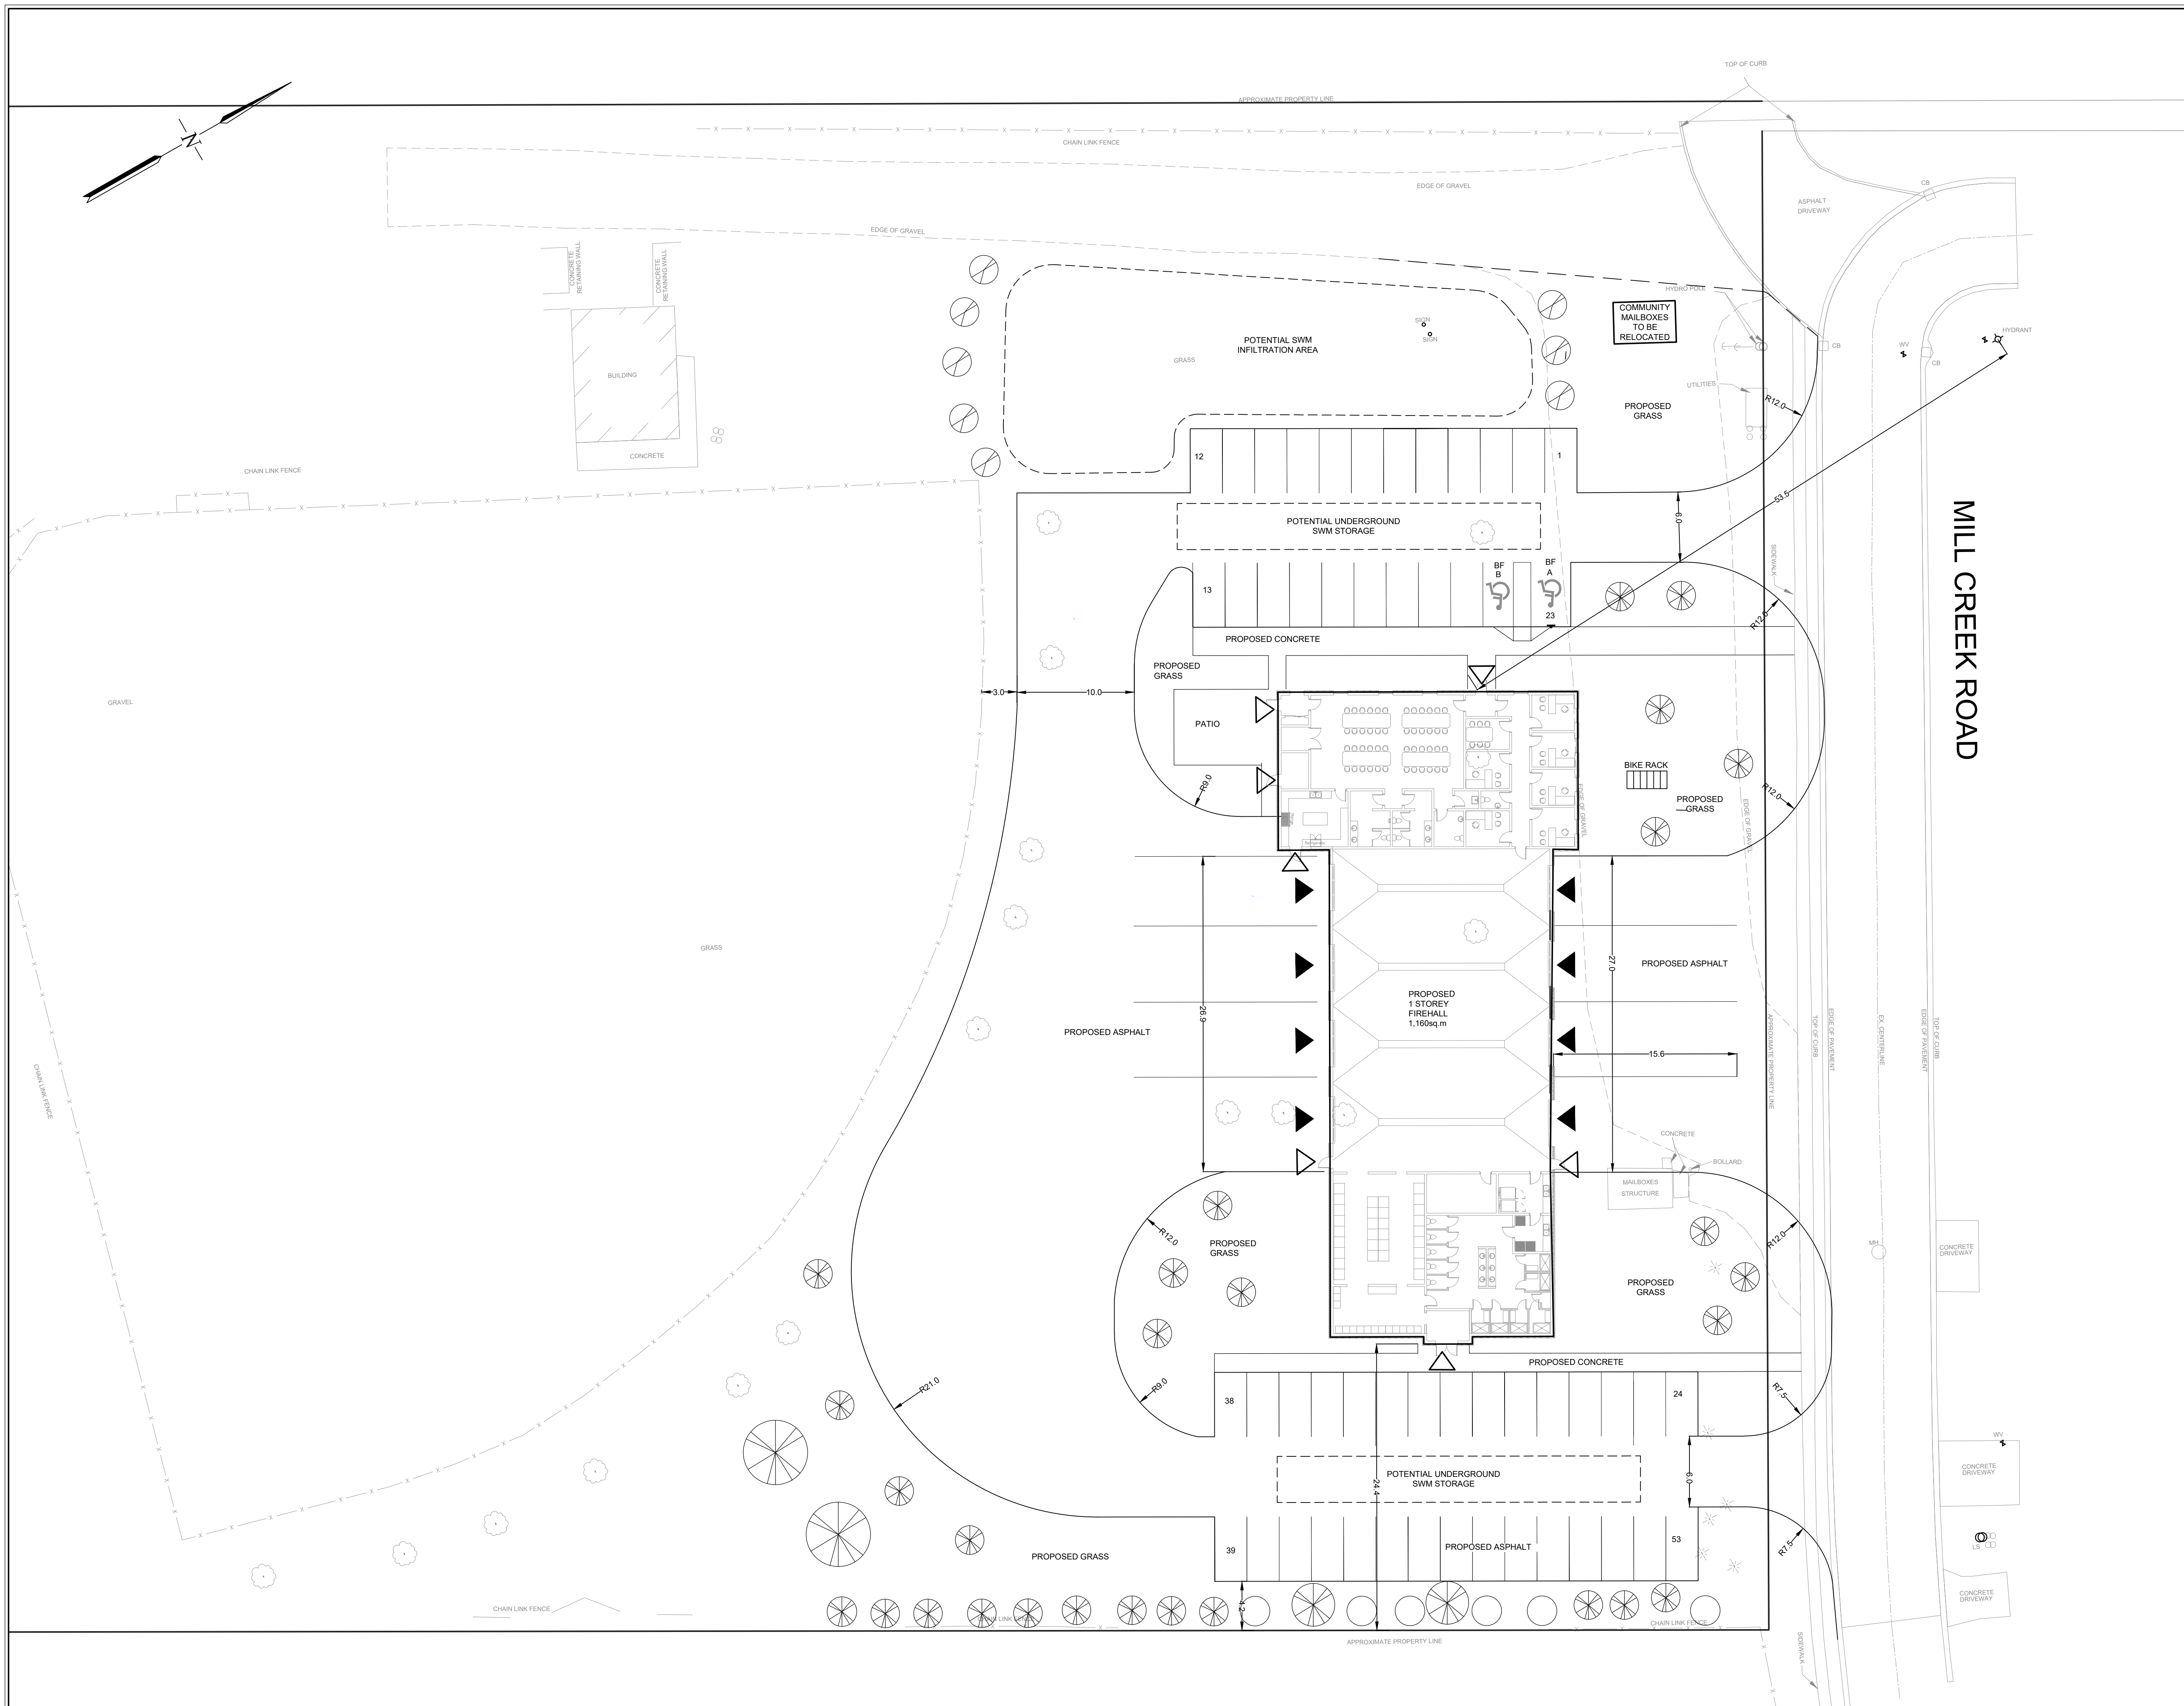 TOP OF CURB
APPROXIMATE PROPERTY LINE
N
CHAIN LINK FENCE
EDGE OF GRAVEL
CB
ASPHALT
DRIVEWAY
EDGE OF GRAVEL
CONCRETE
RETAINING WALL
CONCRETE
RETAINING WALL
HYDRO POLE
COMMUNITY
MAILBOXES
TO BE
RELOCATED
SIGN
SIGN
HYDRANT
POTENTIAL SWM
INFILTRATION AREA
GRASS
CB
WV
CB
BUILDING
UTILITIES
PROPOSED
GRASS
R12.0
CONCRETE
12
1
CHAIN LINK FENCE
53.5
6.0
POTENTIAL UNDERGROUND
SWM STORAGE
MILL CREEK ROAD
SIDEWALK
BF
B
BF
A
13
23
R12.0
PROPOSED CONCRETE
PROPOSED
GRASS
3.0
10.0
GRAVEL
PATIO
BIKE RACK
R9.0
R12.0
PROPOSED
GRASS
EDGE OF GRAVEL
EDGE OF GRAVEL
GRASS
27.0
PROPOSED ASPHALT
26.9
PROPOSED
1 STOREY
FIREHALL
1,160sq.m
PROPOSED ASPHALT
15.6
APPROXIMATE PROPERTY LINE
TOP OF CURB
EDGE OF PAVEMENT
EX. CENTERLINE
EDGE OF PAVEMENT
TOP OF CURB
CHAIN LINK FENCE
CONCRETE
BOLLARD
MAILBOXES
STRUCTURE
R12.0
PROPOSED
GRASS
R12.0
MH
CONCRETE
DRIVEWAY
PROPOSED
GRASS
PROPOSED CONCRETE
R21.0
R9.0
R7.5
38
24
WV
POTENTIAL UNDERGROUND
SWM STORAGE
24.4
6.0
CONCRETE
DRIVEWAY
39
PROPOSED ASPHALT
53
R7.5
LS
PROPOSED GRASS
4.2
CONCRETE
DRIVEWAY
CHAIN LINK FENCE
CHAIN LINK FENCE
CHAIN LINK FENCE
APPROXIMATE PROPERTY LINE
SIDEWALK